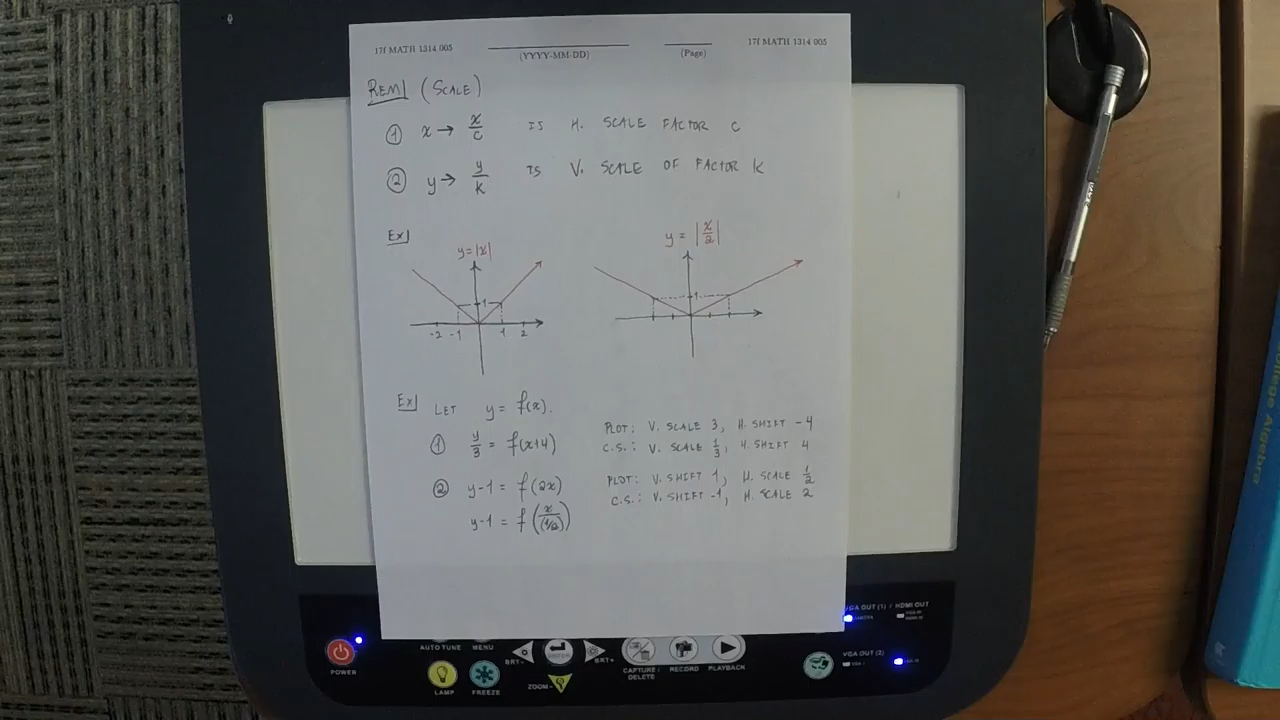 17f MATH 1314 005 (YYYY-MM-DD) (Page) 17f MATH 1314 005
REM (SCALE)
① x → x/c IS H. SCALE FACTOR c
② y → y/k IS V. SCALE OF FACTOR k
Ex
y = |x|
1
-2 -1 1 2
y = |x/2|
1
Ex LET y = f(x).
① y/3 = f(x+4)
PLOT: V. SCALE 3, H. SHIFT -4
C.S.: V. SCALE 1/3, H. SHIFT 4
② y-1 = f(2x)
y-1 = f(x/(1/2))
PLOT: V. SHIFT 1, H. SCALE 1/2
C.S.: V. SHIFT -1, H. SCALE 2
POWER
AUTO TUNE
MENU
LAMP
FREEZE
BRT-
BRT+
ZOOM-
CAPTURE / DELETE
RECORD
PLAYBACK
VGA OUT (1) / HDMI OUT
VGA OUT (2)
College Algebra